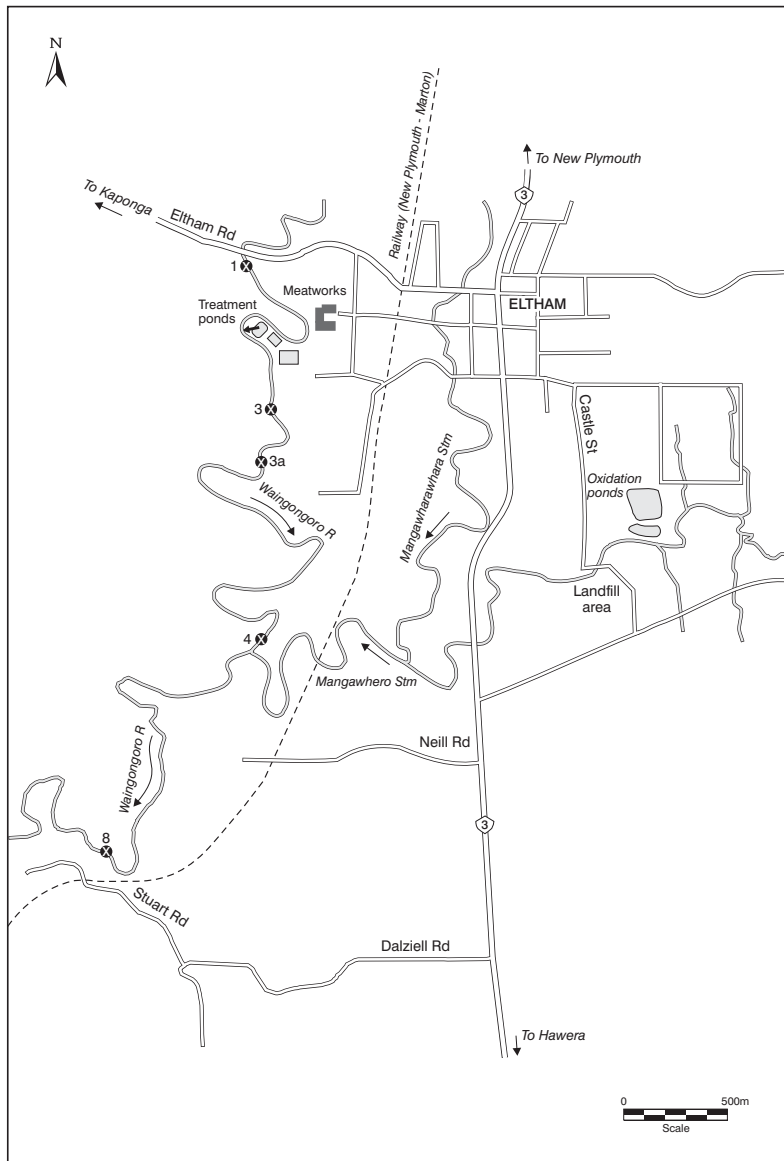 N
To New Plymouth
3
Railway (New Plymouth - Marton)
To Kaponga
Eltham Rd
1
Meatworks
Treatment
ponds
ELTHAM
3
Castle St
3a
Mangawharawhara Stm
Oxidation
ponds
Waingongoro R
Landfill
area
4
Mangawhero Stm
Neill Rd
Waingongoro R
3
8
Stuart Rd
Dalziell Rd
To Hawera
0 500m
Scale